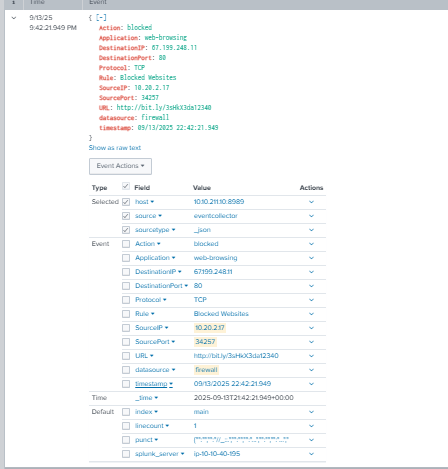 i Time Event
9/13/25
9:42:21.949 PM
{ [-]
Action: blocked
Application: web-browsing
DestinationIP: 67.199.248.11
DestinationPort: 80
Protocol: TCP
Rule: Blocked Websites
SourceIP: 10.20.2.17
SourcePort: 34257
URL: http://bit.ly/3sHkX3da12340
datasource: firewall
timestamp: 09/13/2025 22:42:21.949
}
Show as raw text
Event Actions
Type Field Value Actions
Selected host 10.10.211.10:8989
source eventcollector
sourcetype _json
Event Action blocked
Application web-browsing
DestinationIP 67.199.248.11
DestinationPort 80
Protocol TCP
Rule Blocked Websites
SourceIP 10.20.2.17
SourcePort 34257
URL http://bit.ly/3sHkX3da12340
datasource firewall
timestamp 09/13/2025 22:42:21.949
Time _time 2025-09-13T21:42:21.949+00:00
Default index main
linecount 1
punct
splunk_server ip-10-10-40-195